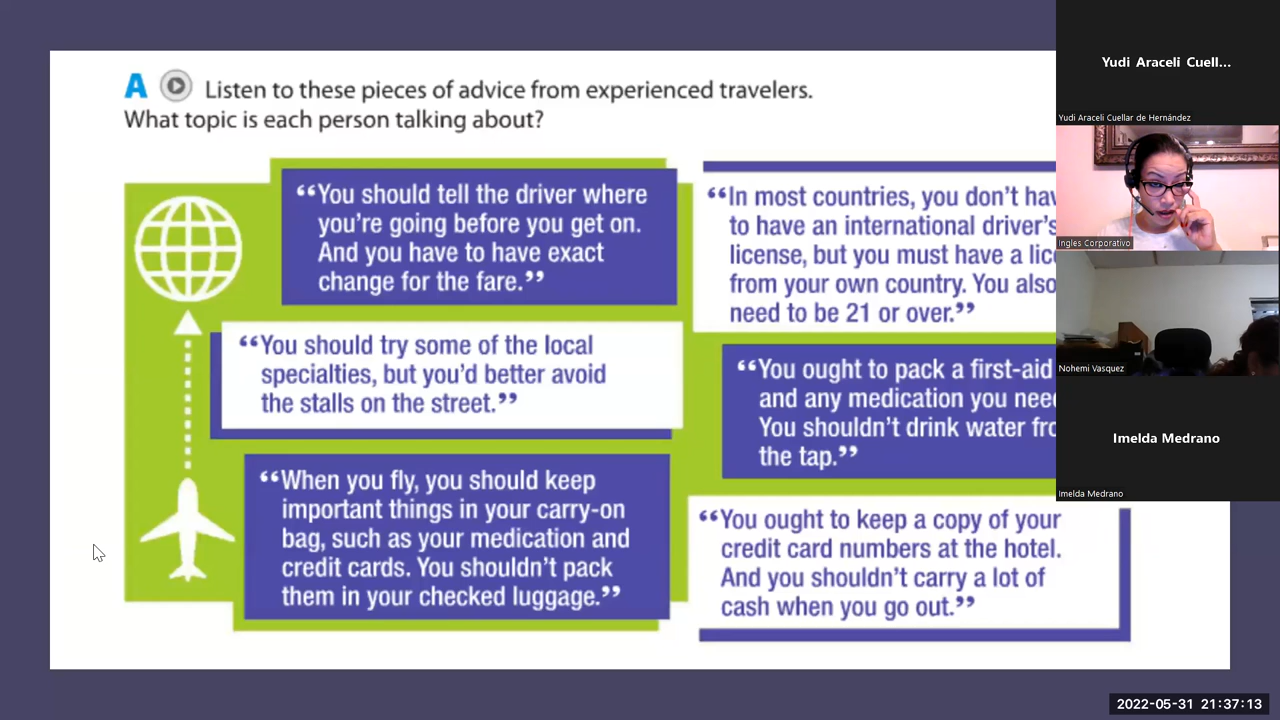 A Listen to these pieces of advice from experienced travelers.
What topic is each person talking about?
“You should tell the driver where
you’re going before you get on.
And you have to have exact
change for the fare.”
“You should try some of the local
specialties, but you’d better avoid
the stalls on the street.”
“When you fly, you should keep
important things in your carry-on
bag, such as your medication and
credit cards. You shouldn’t pack
them in your checked luggage.”
“In most countries, you don’t
to have an international driver’s
license, but you must have a
from your own country. You also
need to be 21 or over.”
“You ought to pack a first-aid
and any medication you
You shouldn’t drink water
the tap.”
“You ought to keep a copy of your
credit card numbers at the hotel.
And you shouldn’t carry a lot of
cash when you go out.”
Yudi Araceli Cuell...
Yudi Araceli Cuellar de Hernández
Ingles Corporativo
Nohemi Vasquez
Imelda Medrano
Imelda Medrano
2022-05-31 21:37:13